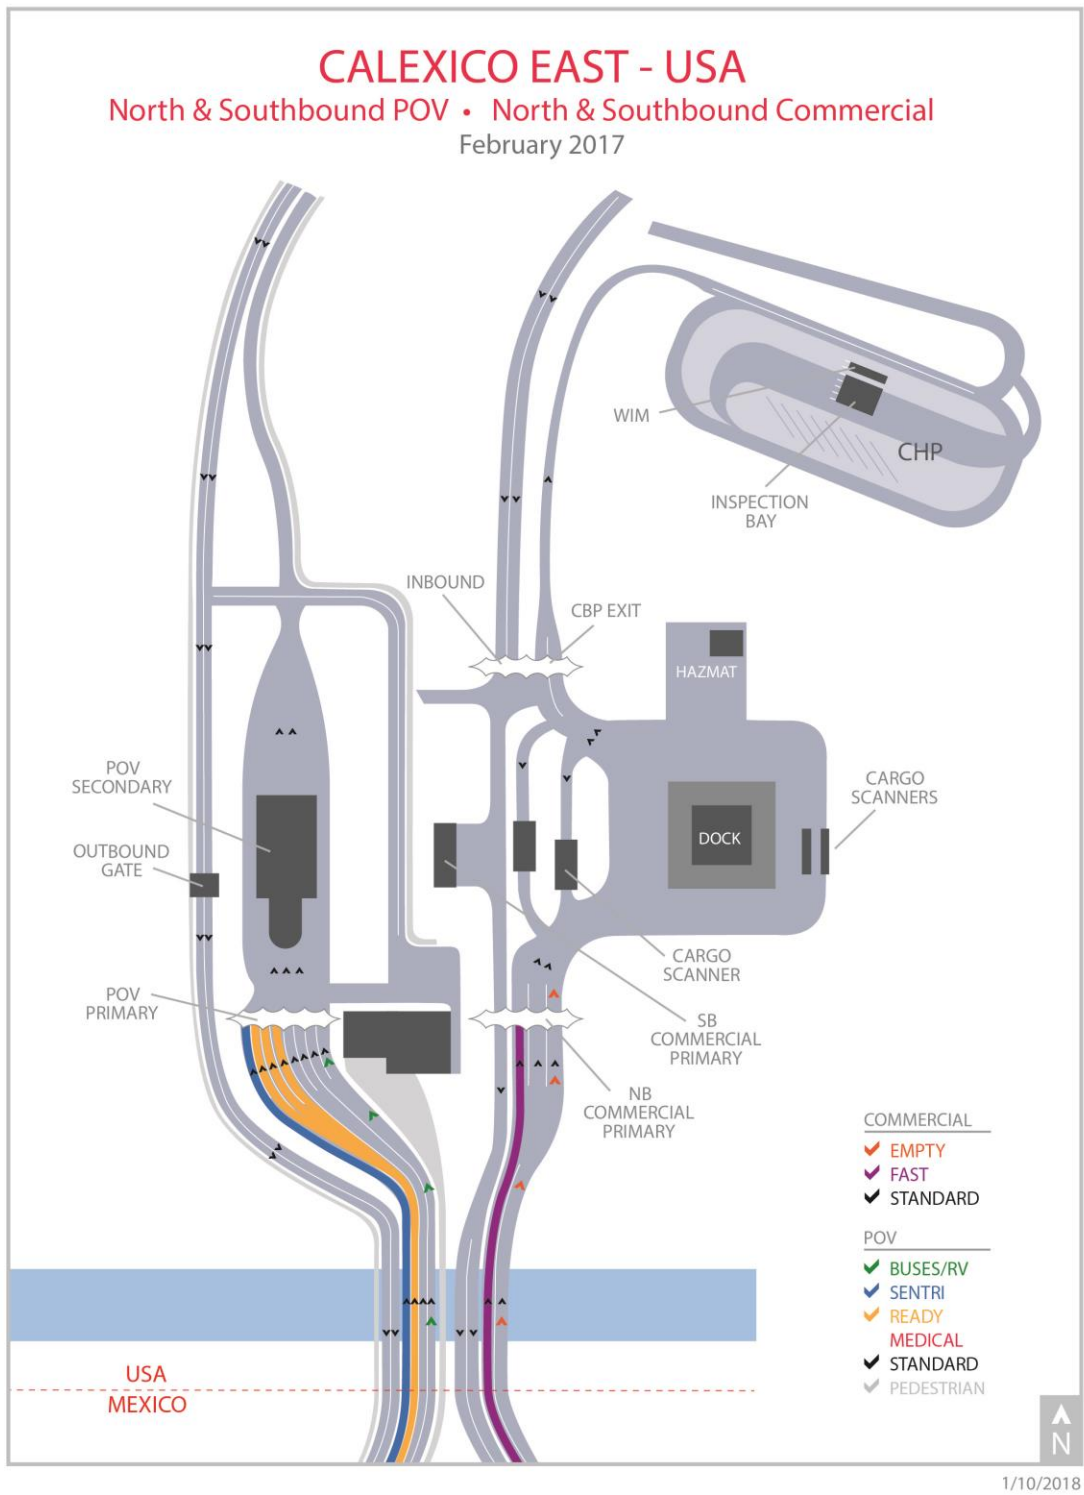 CALEXICO EAST - USA
North & Southbound POV • North & Southbound Commercial
February 2017
WIM
CHP
INSPECTION
BAY
INBOUND
CBP EXIT
HAZMAT
POV
SECONDARY
CARGO
SCANNERS
DOCK
OUTBOUND
GATE
CARGO
SCANNER
POV
PRIMARY
SB
COMMERCIAL
PRIMARY
NB
COMMERCIAL
PRIMARY
COMMERCIAL
EMPTY
FAST
STANDARD
POV
BUSES/RV
SENTRI
READY
MEDICAL
STANDARD
PEDESTRIAN
USA
MEXICO
N
1/10/2018